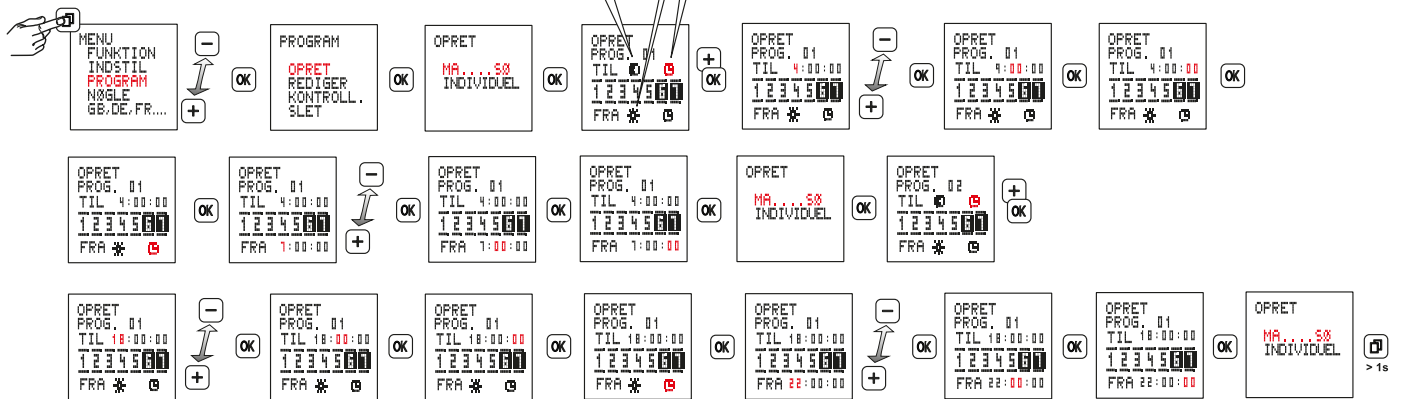 MENU
FUNKTION
INDSTIL
PROGRAM
NØGLE
GB,DE,FR....
−
+
OK
PROGRAM
OPRET
REDIGER
KONTROLL.
SLET
OK
OPRET
MA....SØ
INDIVIDUEL
OK
OPRET
PROG. 01
TIL
1 2 3 4 5 6 7
FRA
+
OK
OPRET
PROG. 01
TIL 4:00:00
1 2 3 4 5 6 7
FRA
−
+
OK
OPRET
PROG. 01
TIL 4:00:00
1 2 3 4 5 6 7
FRA
OK
OPRET
PROG. 01
TIL 4:00:00
1 2 3 4 5 6 7
FRA
OK
OPRET
PROG. 01
TIL 4:00:00
1 2 3 4 5 6 7
FRA
OK
OPRET
PROG. 01
TIL 4:00:00
1 2 3 4 5 6 7
FRA 7:00:00
−
+
OK
OPRET
PROG. 01
TIL 4:00:00
1 2 3 4 5 6 7
FRA 7:00:00
OK
OPRET
PROG. 01
TIL 4:00:00
1 2 3 4 5 6 7
FRA 7:00:00
OK
OPRET
MA....SØ
INDIVIDUEL
OK
OPRET
PROG. 02
TIL
1 2 3 4 5 6 7
FRA
+
OK
OPRET
PROG. 01
TIL 18:00:00
1 2 3 4 5 6 7
FRA
−
+
OK
OPRET
PROG. 01
TIL 18:00:00
1 2 3 4 5 6 7
FRA
OK
OPRET
PROG. 01
TIL 18:00:00
1 2 3 4 5 6 7
FRA
OK
OPRET
PROG. 01
TIL 18:00:00
1 2 3 4 5 6 7
FRA
OK
OPRET
PROG. 01
TIL 18:00:00
1 2 3 4 5 6 7
FRA 22:00:00
−
+
OK
OPRET
PROG. 01
TIL 18:00:00
1 2 3 4 5 6 7
FRA 22:00:00
OK
OPRET
PROG. 01
TIL 18:00:00
1 2 3 4 5 6 7
FRA 22:00:00
OK
OPRET
MA....SØ
INDIVIDUEL
> 1s